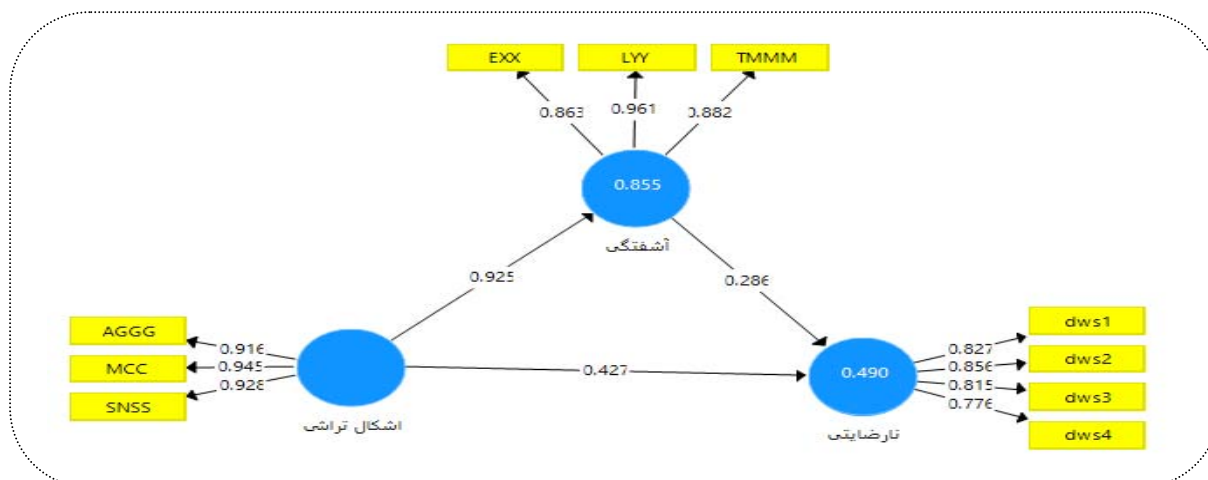 EXX LYY TMMM
0.863 0.961 0.882
0.855
آشفتگی
0.925 0.286
AGGG
MCC
SNSS
0.916
0.945
0.928
اشکال تراشی
0.427
0.490
نارضایتی
0.827
0.856
0.815
0.776
dws1
dws2
dws3
dws4